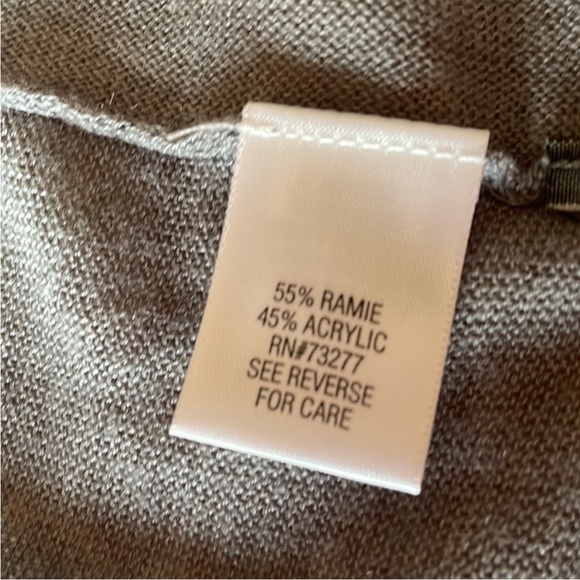 55% RAMIE
45% ACRYLIC
RN#73277
SEE REVERSE
FOR CARE